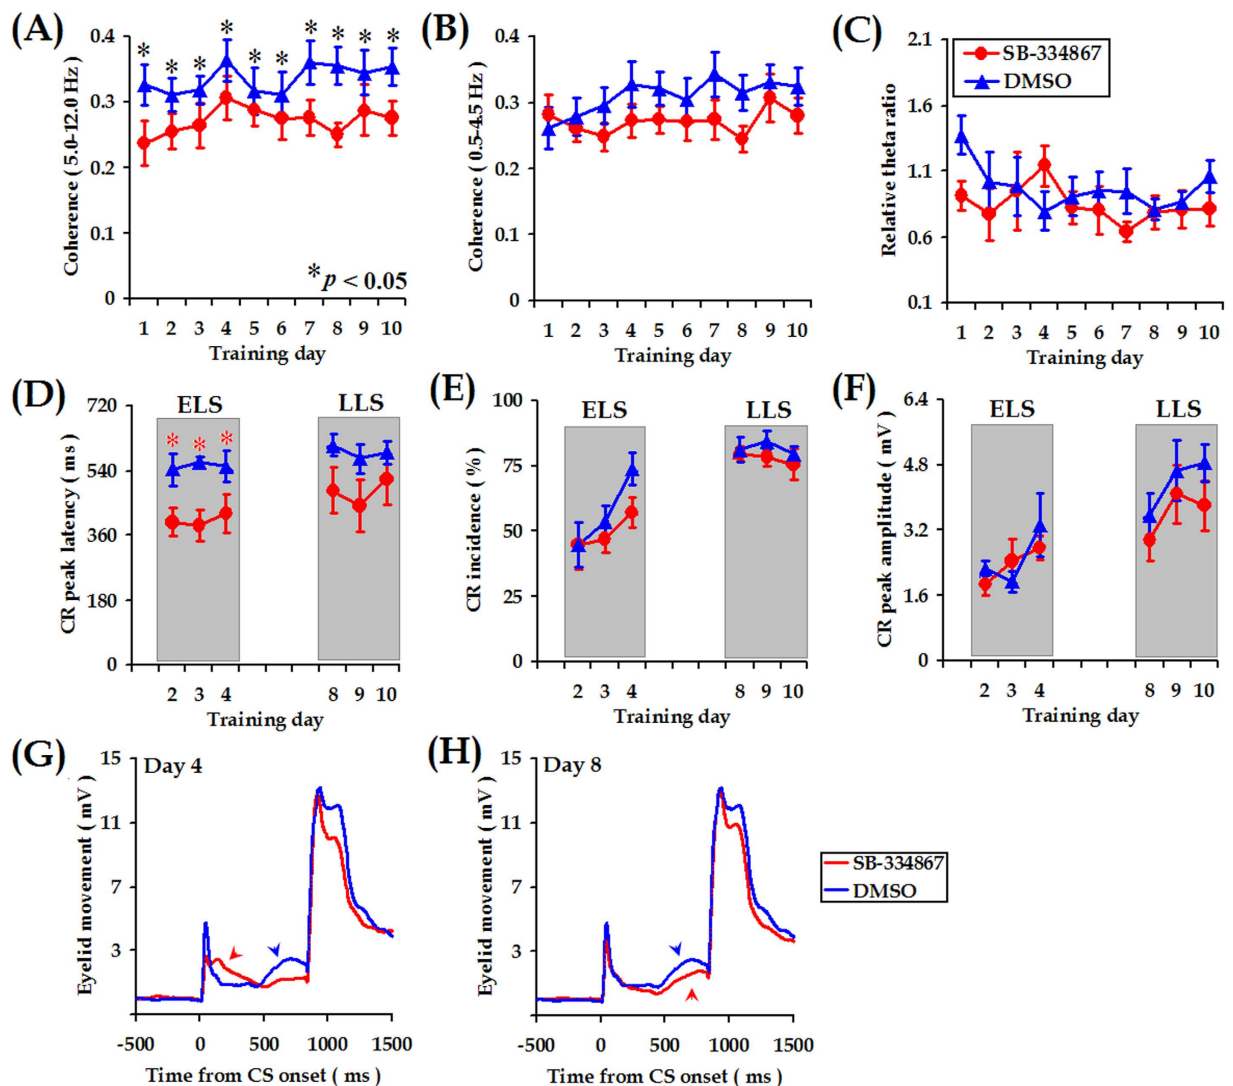 (A)
0.4
0.3
0.2
0.1
0
Coherence ( 5.0-12.0 Hz )
* * * * * * * * * *
* p < 0.05
1 2 3 4 5 6 7 8 9 10
Training day
(B)
0.4
0.3
0.2
0.1
0
Coherence ( 0.5-4.5 Hz )
1 2 3 4 5 6 7 8 9 10
Training day
(C)
2.1
1.6
1.1
0.6
0.1
Relative theta ratio
SB-334867
DMSO
1 2 3 4 5 6 7 8 9 10
Training day
(D)
720
540
360
180
0
CR peak latency ( ms )
ELS LLS
* * *
2 3 4 8 9 10
Training day
(E)
100
75
50
25
0
CR incidence ( % )
ELS LLS
2 3 4 8 9 10
Training day
(F)
6.4
4.8
3.2
1.6
0
CR peak amplitude ( mV )
ELS LLS
2 3 4 8 9 10
Training day
(G)
15
11
7
3
Eyelid movement ( mV )
Day 4
-500 0 500 1000 1500
Time from CS onset ( ms )
(H)
15
11
7
3
Eyelid movement ( mV )
Day 8
-500 0 500 1000 1500
Time from CS onset ( ms )
SB-334867
DMSO